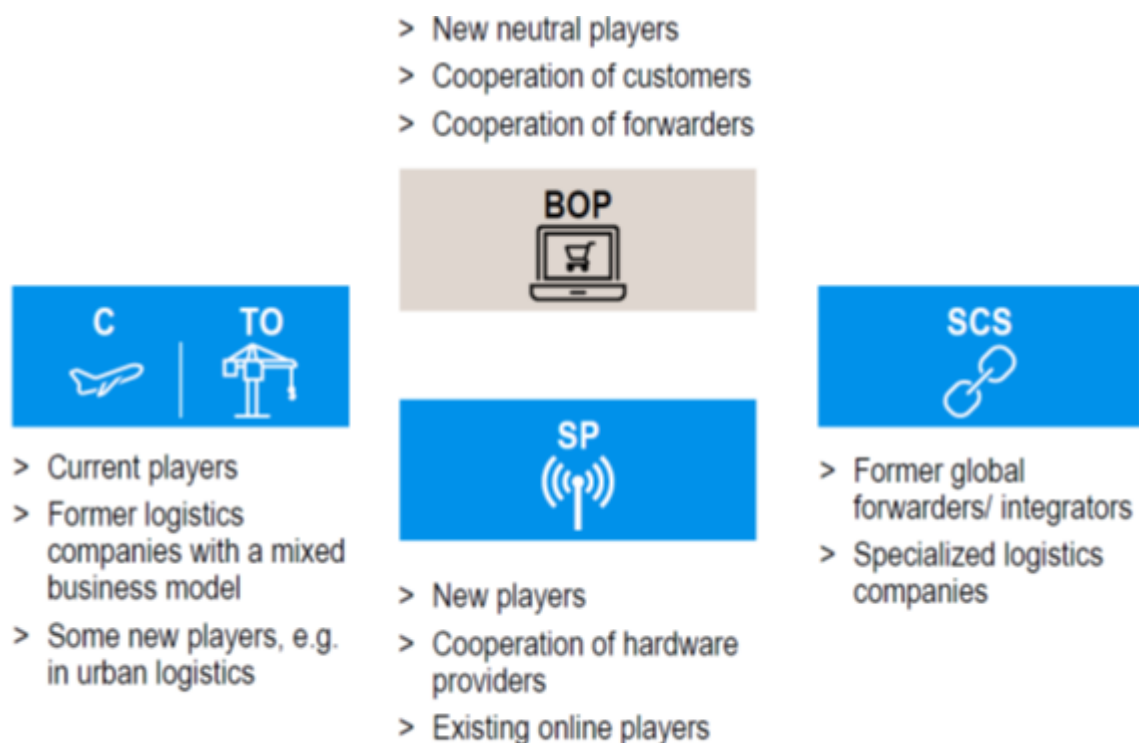 > New neutral players
> Cooperation of customers
> Cooperation of forwarders
BOP
C TO
> Current players
> Former logistics
companies with a mixed
business model
> Some new players, e.g.
in urban logistics
SP
> New players
> Cooperation of hardware
providers
> Existing online players
SCS
> Former global
forwarders/ integrators
> Specialized logistics
companies